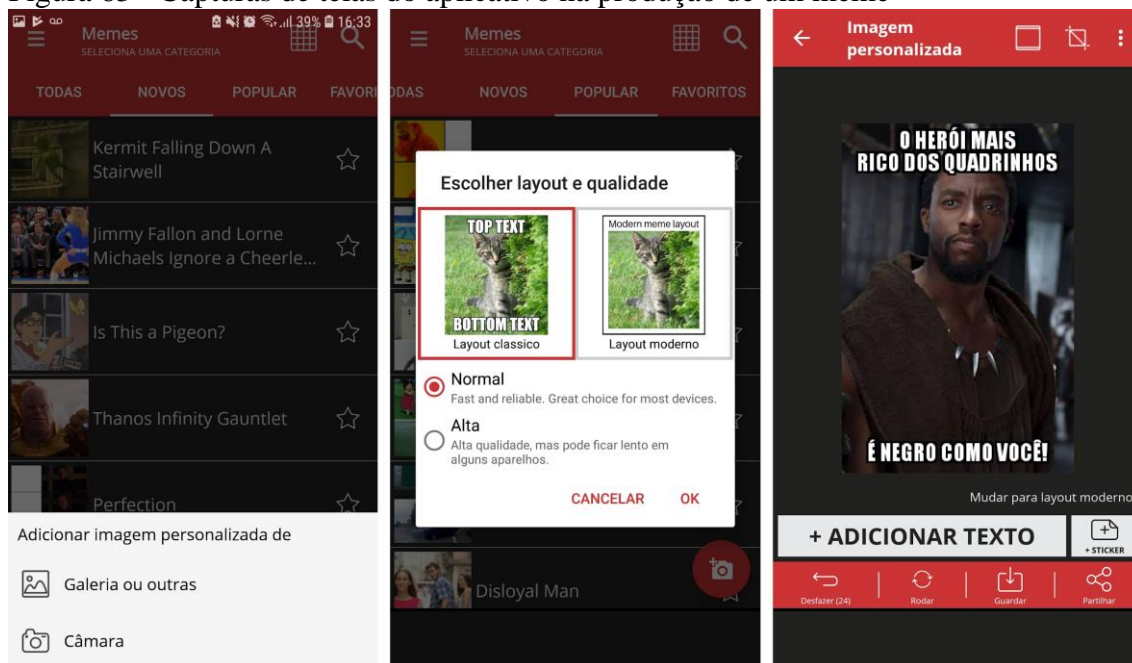 Figura 63 - Capturas de telas do aplicativo na produção de um meme
39% 16:33
Memes
SELECIONA UMA CATEGORIA
TODAS NOVOS POPULAR FAVORI
Kermit Falling Down A
Stairwell
Jimmy Fallon and Lorne
Michaels Ignore a Cheerle...
Is This a Pigeon?
Thanos Infinity Gauntlet
Perfection
Adicionar imagem personalizada de
Galeria ou outras
Câmara
Memes
SELECIONA UMA CATEGORIA
ODAS NOVOS POPULAR FAVORITOS
Escolher layout e qualidade
TOP TEXT
BOTTOM TEXT
Layout classico
Modern meme layout
Layout moderno
Normal
Fast and reliable. Great choice for most devices.
Alta
Alta qualidade, mas pode ficar lento em
alguns aparelhos.
CANCELAR OK
Disloyal Man
Imagem
personalizada
O HERÓI MAIS
RICO DOS QUADRINHOS
É NEGRO COMO VOCÊ!
Mudar para layout moderno
+ ADICIONAR TEXTO
+ STICKER
Desfazer (24) Rodar Guardar Partilhar